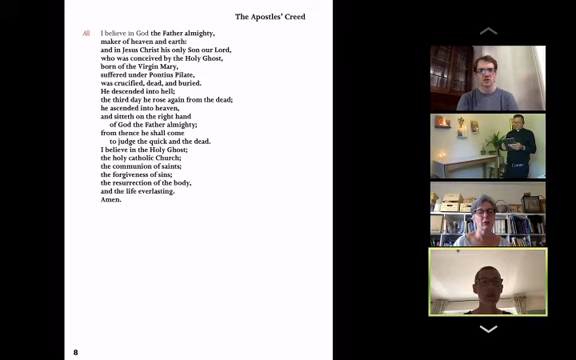 The Apostles' Creed
All I believe in God the Father almighty,
maker of heaven and earth:
and in Jesus Christ his only Son our Lord,
who was conceived by the Holy Ghost,
born of the Virgin Mary,
suffered under Pontius Pilate,
was crucified, dead, and buried.
He descended into hell;
the third day he rose again from the dead;
he ascended into heaven,
and sitteth on the right hand
of God the Father almighty;
from thence he shall come
to judge the quick and the dead.
I believe in the Holy Ghost;
the holy catholic Church;
the communion of saints;
the forgiveness of sins;
the resurrection of the body,
and the life everlasting.
Amen.
8